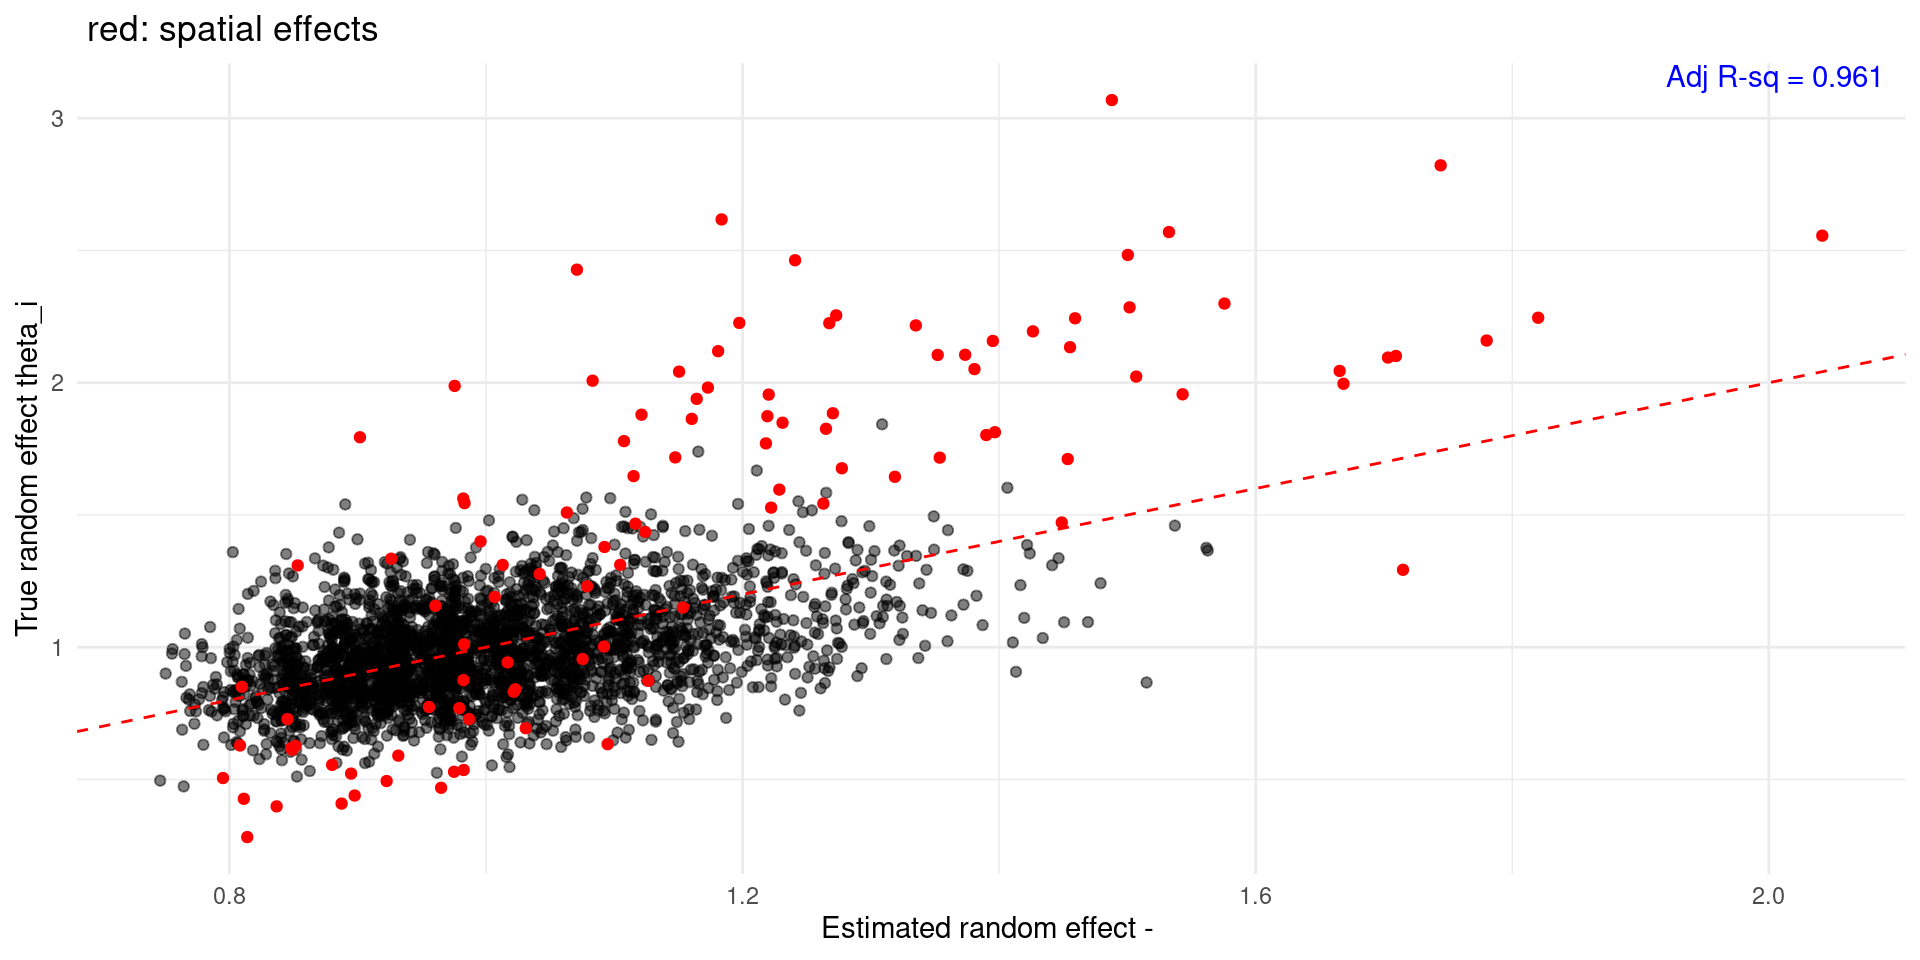 red: spatial effects
Adj R-sq = 0.961
True random effect theta_i
3
2
1
0.8
1.2
1.6
2.0
Estimated random effect -